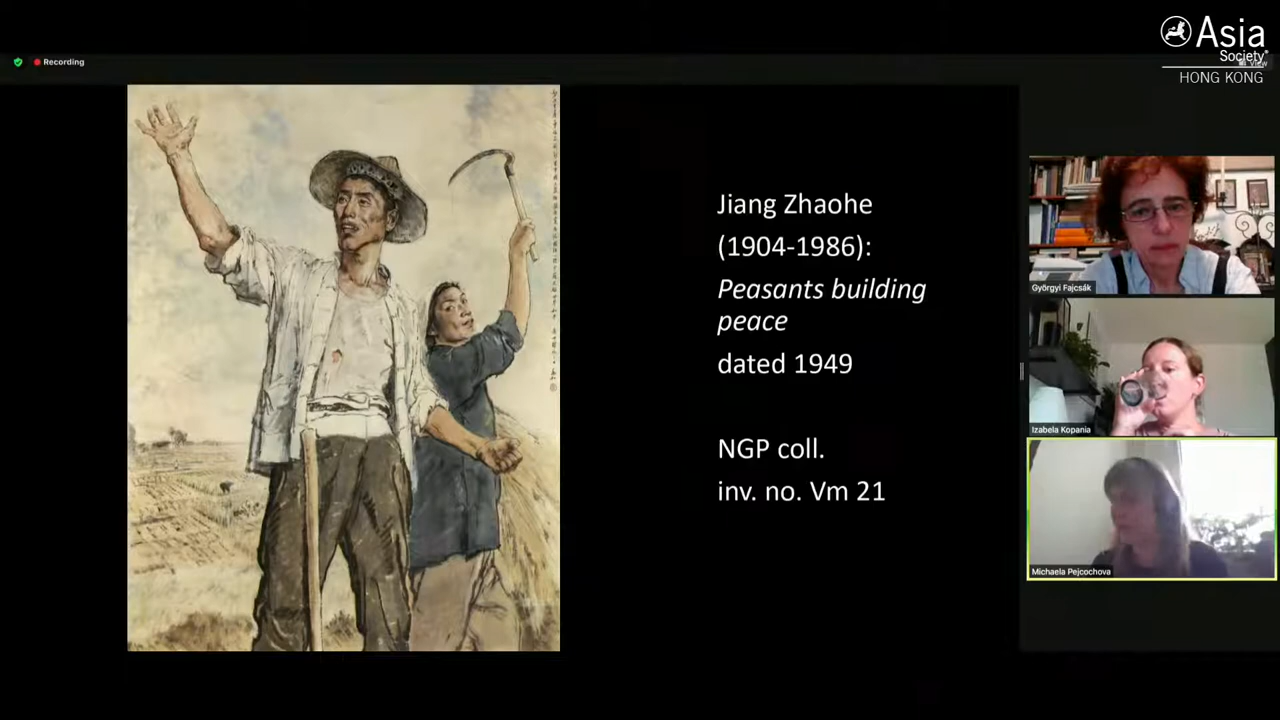 Asia
Society
HONG KONG
View
Recording
Jiang Zhaohe
(1904-1986):
Peasants building
peace
dated 1949
NGP coll.
inv. no. Vm 21
Györgyi Fajcsák
Izabela Kopania
Michaela Pejcochova